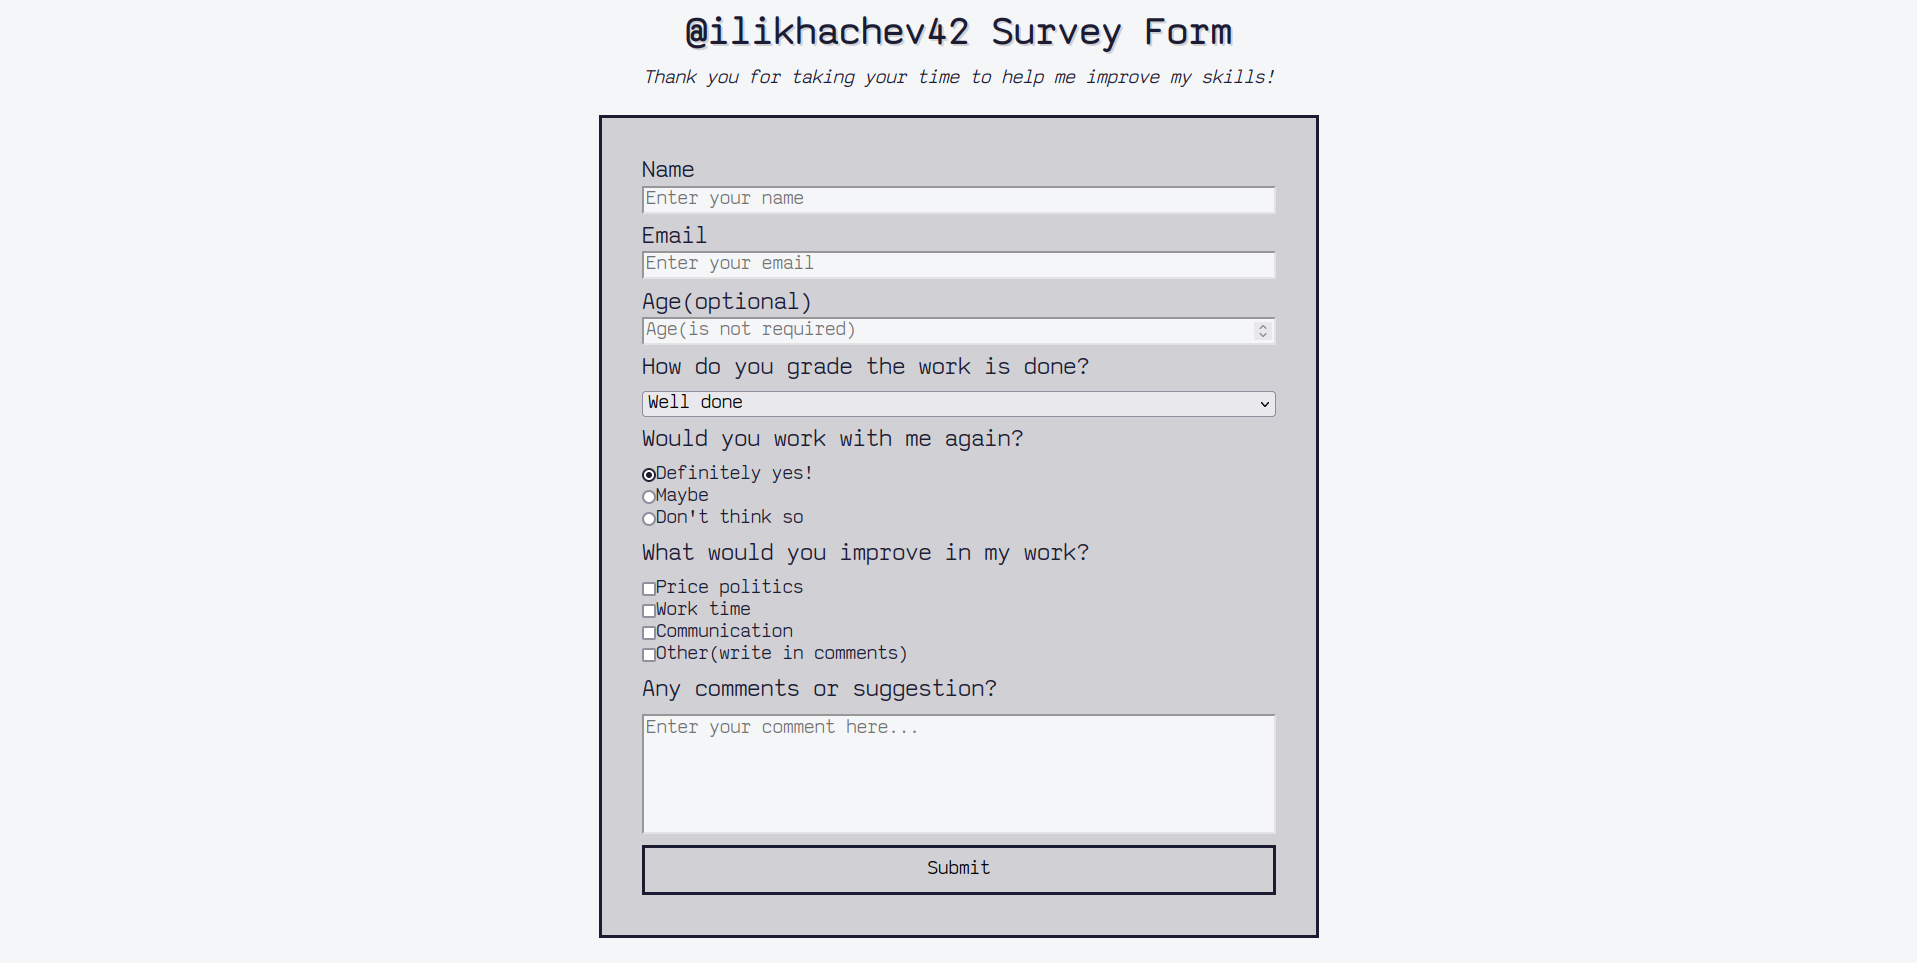 @ilikhachev42 Survey Form
Thank you for taking your time to help me improve my skills!
Name
Enter your name
Email
Enter your email
Age(optional)
Age(is not required)
How do you grade the work is done?
Well done
Would you work with me again?
Definitely yes!
Maybe
Don't think so
What would you improve in my work?
Price politics
Work time
Communication
Other(write in comments)
Any comments or suggestion?
Enter your comment here...
Submit